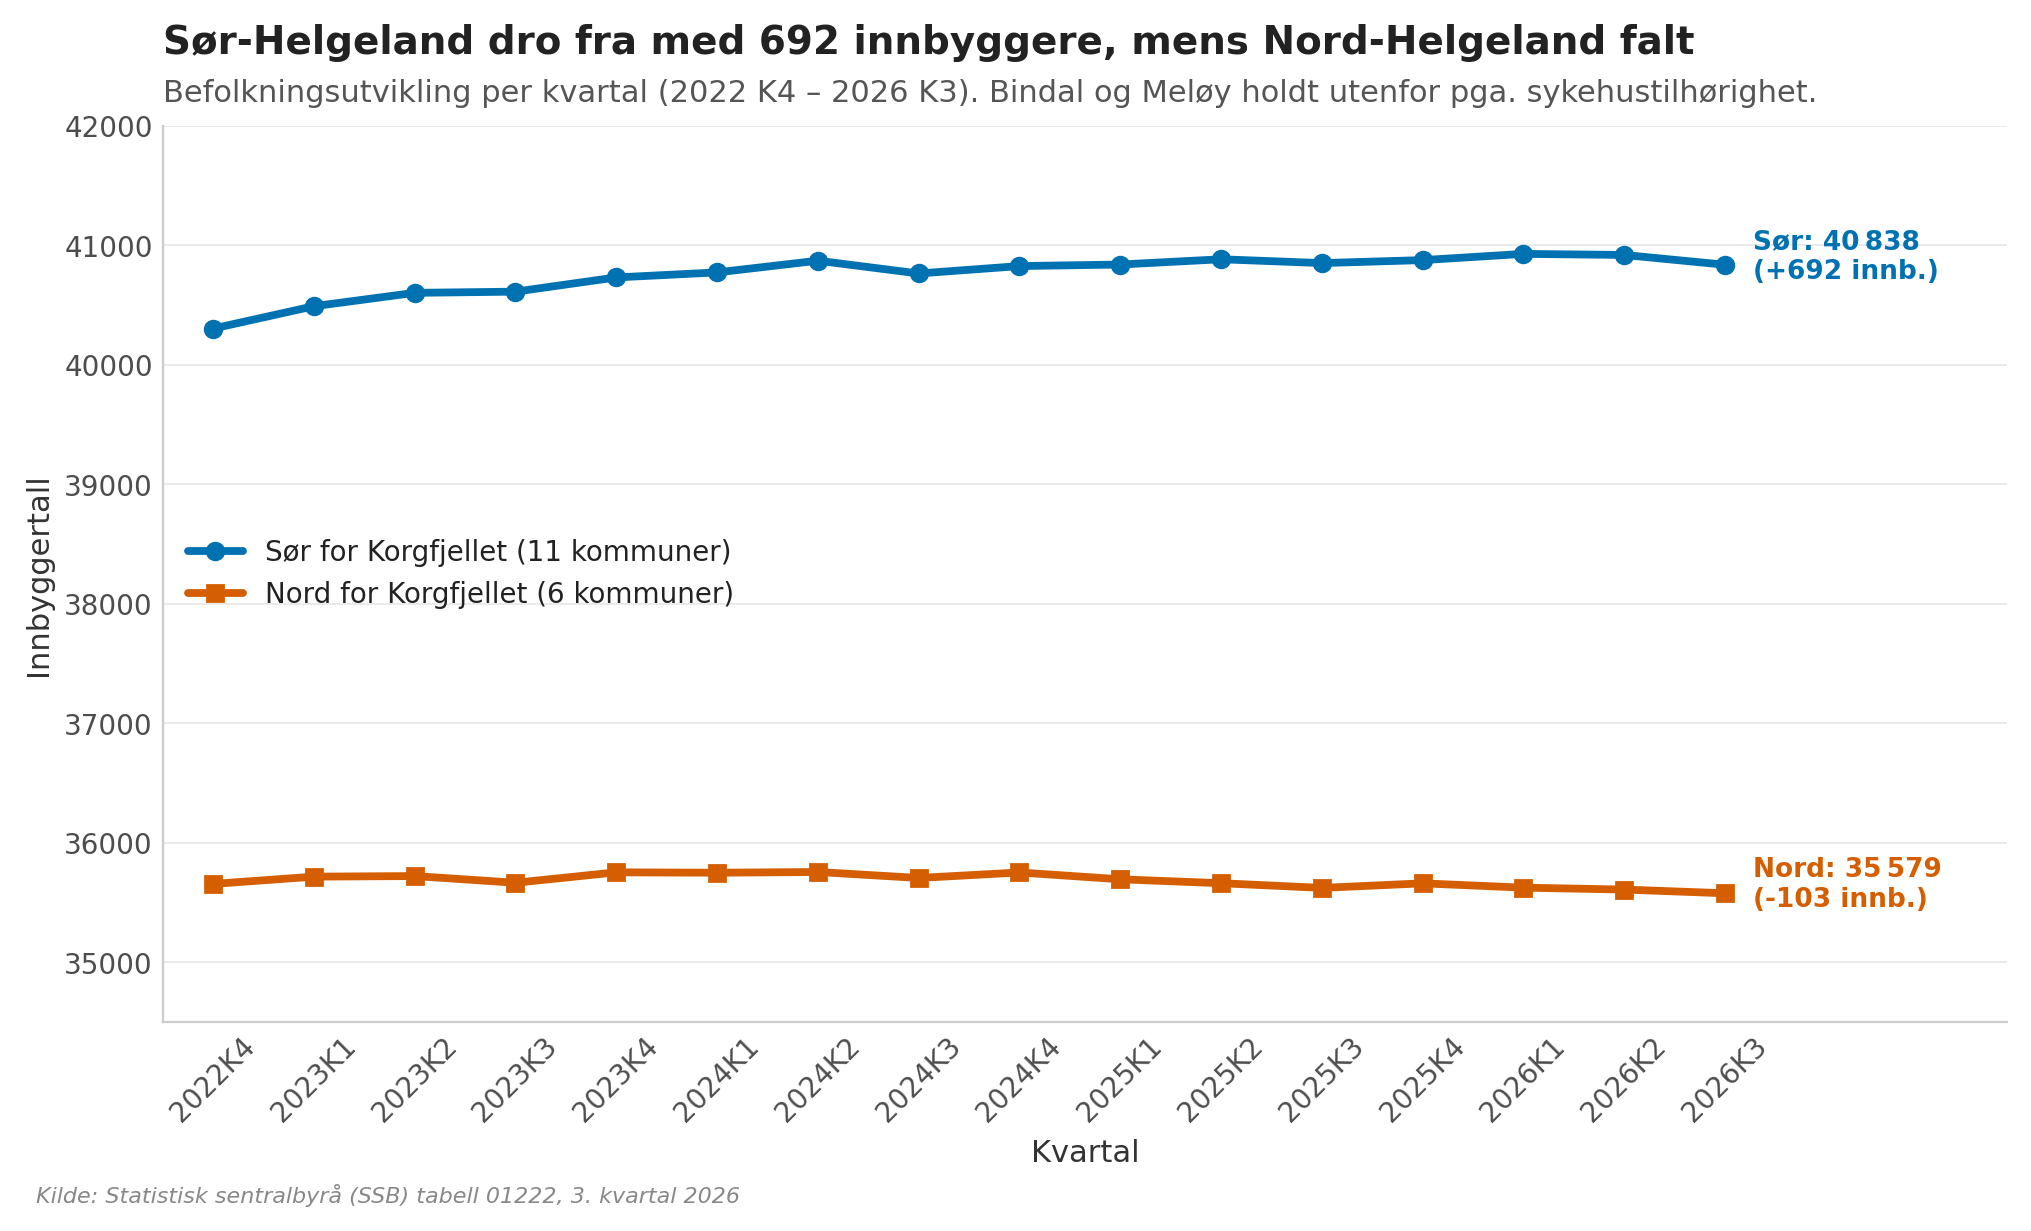 Sør-Helgeland dro fra med 692 innbyggere, mens Nord-Helgeland falt
Befolkningsutvikling per kvartal (2022 K4 – 2026 K3). Bindal og Meløy holdt utenfor pga. sykehustilhørighet.
Innbyggertall
42000
41000
40000
39000
38000
37000
36000
35000
Sør: 40 838
(+692 innb.)
Sør for Korgfjellet (11 kommuner)
Nord for Korgfjellet (6 kommuner)
Nord: 35 579
(-103 innb.)
2022K4
2023K1
2023K2
2023K3
2023K4
2024K1
2024K2
2024K3
2024K4
2025K1
2025K2
2025K3
2025K4
2026K1
2026K2
2026K3
Kvartal
Kilde: Statistisk sentralbyrå (SSB) tabell 01222, 3. kvartal 2026